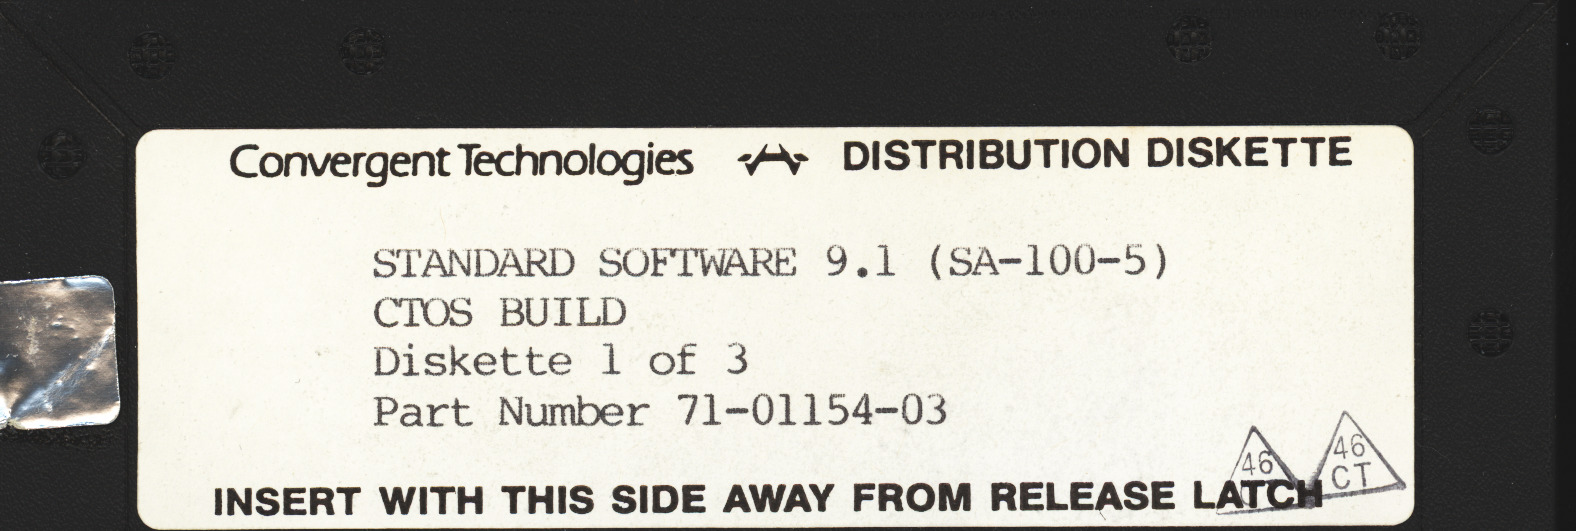 Convergent Technologies DISTRIBUTION DISKETTE
STANDARD SOFTWARE 9.1 (SA-100-5)
CTOS BUILD
Diskette 1 of 3
Part Number 71-01154-03
46
46
CT
INSERT WITH THIS SIDE AWAY FROM RELEASE LATCH